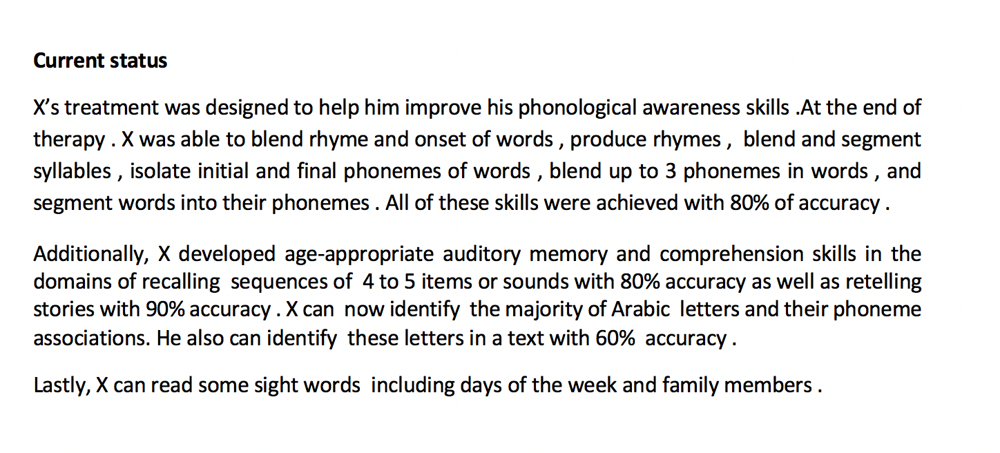 Current status
X’s treatment was designed to help him improve his phonological awareness skills .At the end of
therapy . X was able to blend rhyme and onset of words , produce rhymes ,  blend and segment
syllables , isolate initial and final phonemes of words , blend up to 3 phonemes in words , and
segment words into their phonemes . All of these skills were achieved with 80% of accuracy .
Additionally, X developed age-appropriate auditory memory and comprehension skills in the
domains of recalling  sequences of  4 to 5 items or sounds with 80% accuracy as well as retelling
stories with 90% accuracy . X can  now identify  the majority of Arabic  letters and their phoneme
associations. He also can identify  these letters in a text with 60%  accuracy .
Lastly, X can read some sight words  including days of the week and family members .